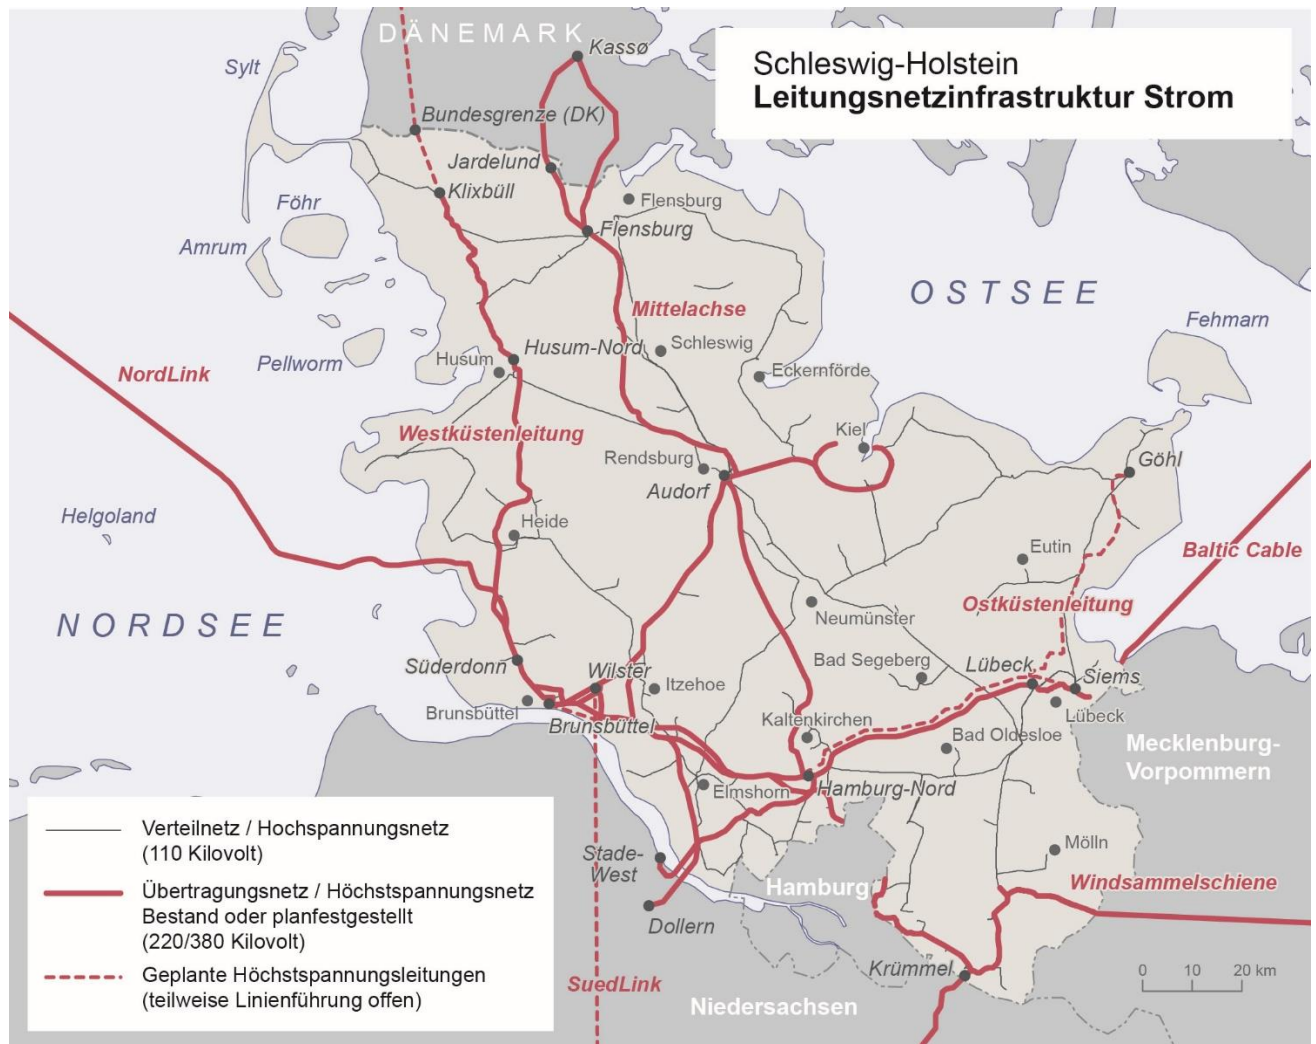 DÄNEMARK
Kassø
Schleswig-Holstein
Leitungsnetzinfrastruktur Strom
Sylt
Bundesgrenze (DK)
Jardelund
Klixbüll
Flensburg
Föhr
Flensburg
Amrum
OSTSEE
Mittelachse
Fehmarn
Schleswig
Husum-Nord
Husum
Pellworm
Eckernförde
NordLink
Westküstenleitung
Kiel
Rendsburg
Audorf
Göhl
Helgoland
Heide
Eutin
Baltic Cable
Ostküstenleitung
NORDSEE
Neumünster
Süderdonn
Wilster
Itzehoe
Bad Segeberg
Lübeck
Siems
Brunsbüttel
Brunsbüttel
Kaltenkirchen
Lübeck
Bad Oldesloe
Mecklenburg-
Vorpommern
Elmshorn
Hamburg-Nord
Verteilnetz / Hochspannungsnetz
(110 Kilovolt)
Übertragungsnetz / Höchstspannungsnetz
Bestand oder planfestgestellt
(220/380 Kilovolt)
Geplante Höchstspannungsleitungen
(teilweise Linienführung offen)
Stade-
West
Mölln
Hamburg
Windsammelschiene
Dollern
Krümmel
SuedLink
Niedersachsen
0 10 20 km